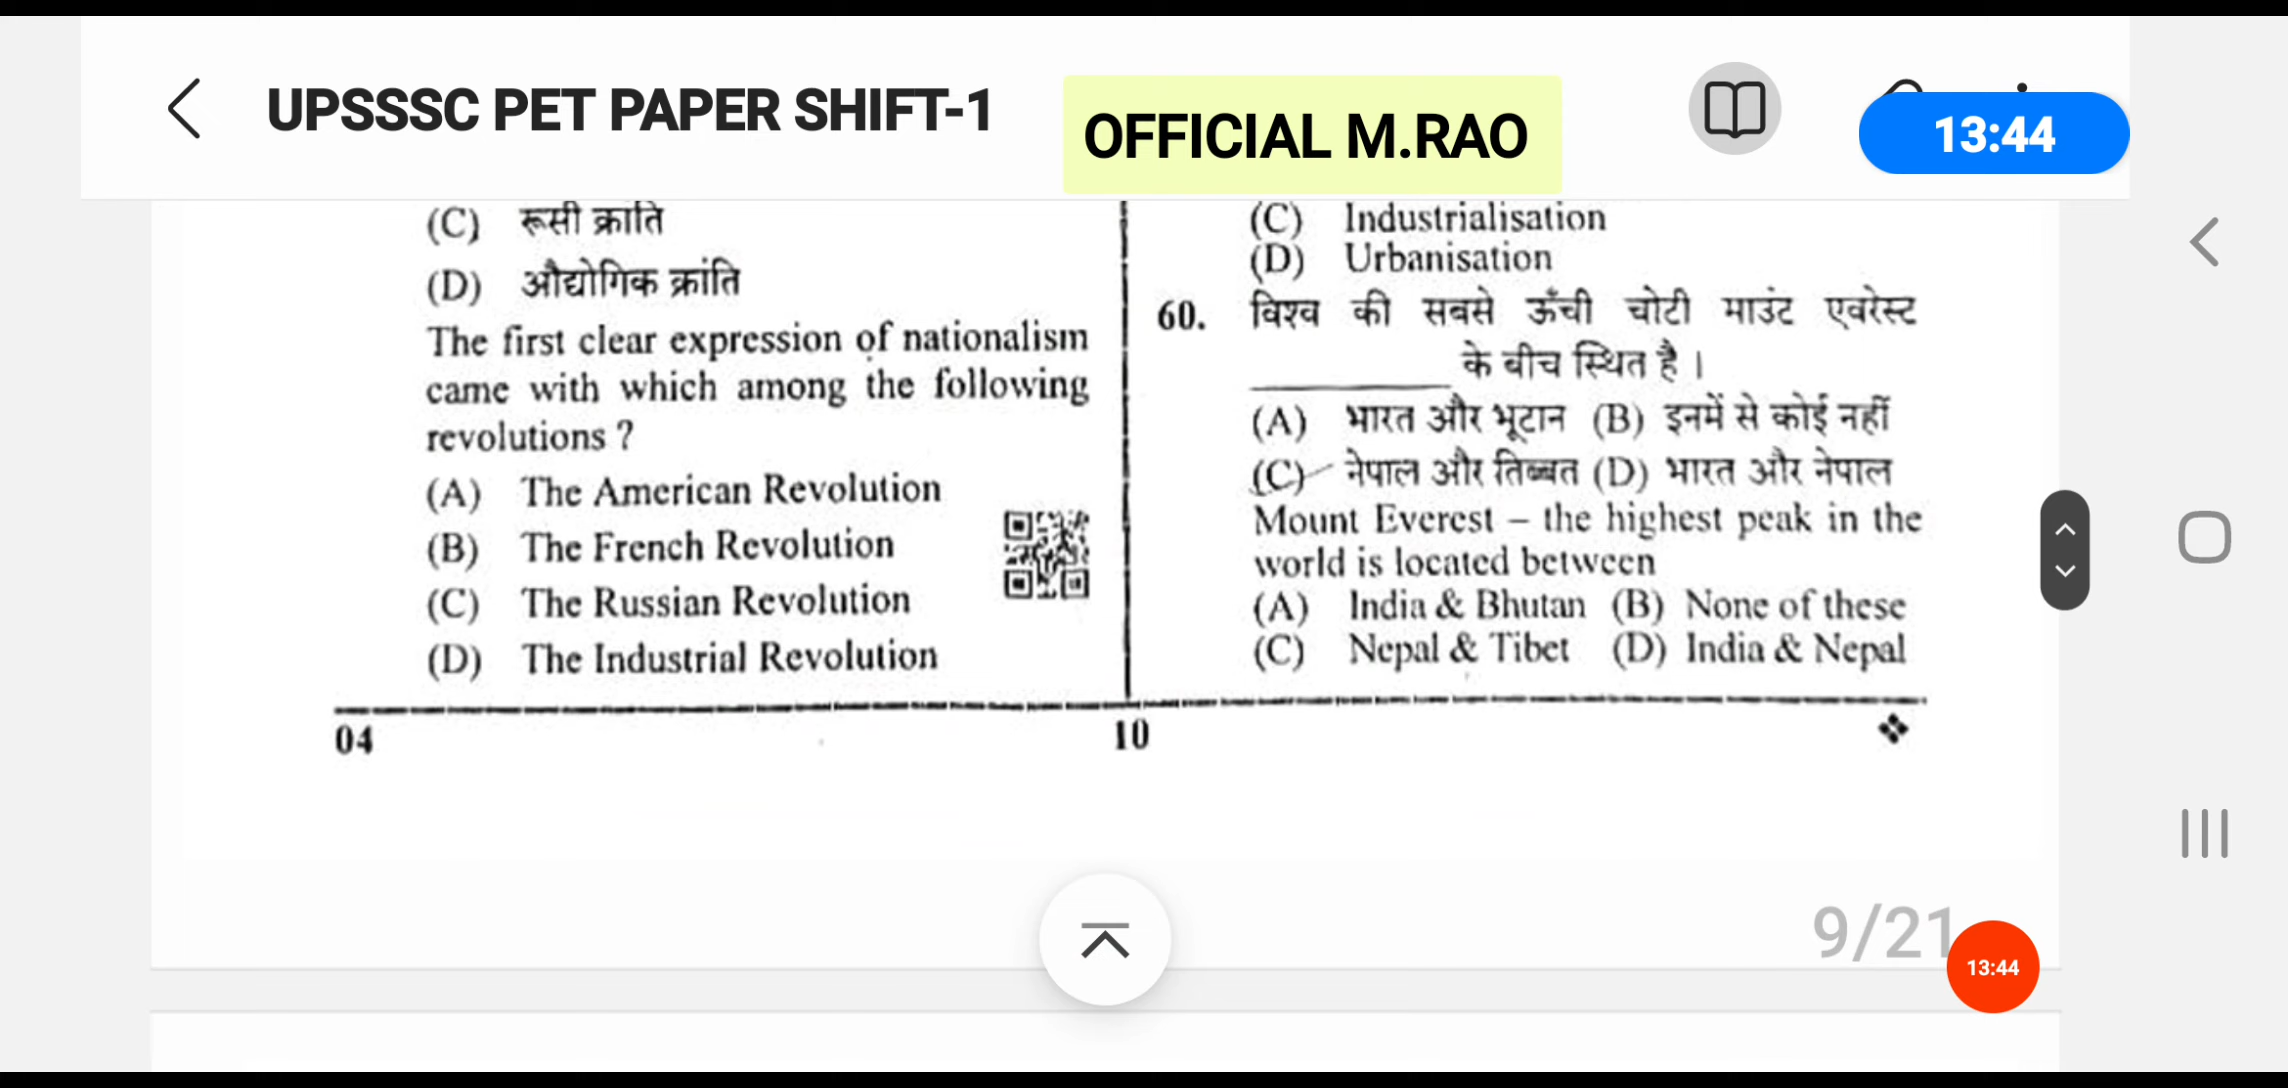 UPSSSC PET PAPER SHIFT-1
OFFICIAL M.RAO
13:44
(C) रूसी क्रांति
(D) औद्योगिक क्रांति
The first clear expression of nationalism
came with which among the following
revolutions ?
(A) The American Revolution
(B) The French Revolution
(C) The Russian Revolution
(D) The Industrial Revolution
(C) Industrialisation
(D) Urbanisation
60. विश्व की सबसे ऊँची चोटी माउंट एवरेस्ट
__________ के बीच स्थित है ।
(A) भारत और भूटान (B) इनमें से कोई नहीं
(C) नेपाल और तिब्बत (D) भारत और नेपाल
Mount Everest – the highest peak in the
world is located between
(A) India & Bhutan (B) None of these
(C) Nepal & Tibet (D) India & Nepal
04
10
9/21
13:44